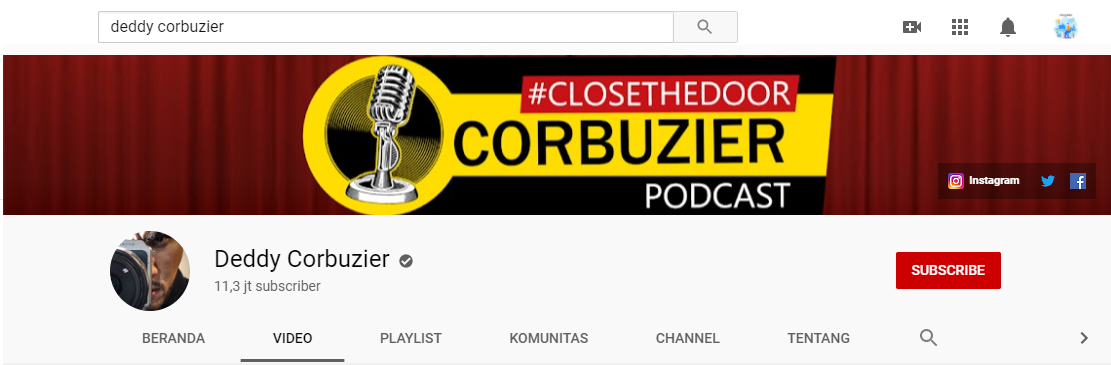 deddy corbuzier
#CLOSETHEDOOR
CORBUZIER
PODCAST
Instagram
Deddy Corbuzier
11,3 jt subscriber
SUBSCRIBE
BERANDA VIDEO PLAYLIST KOMUNITAS CHANNEL TENTANG